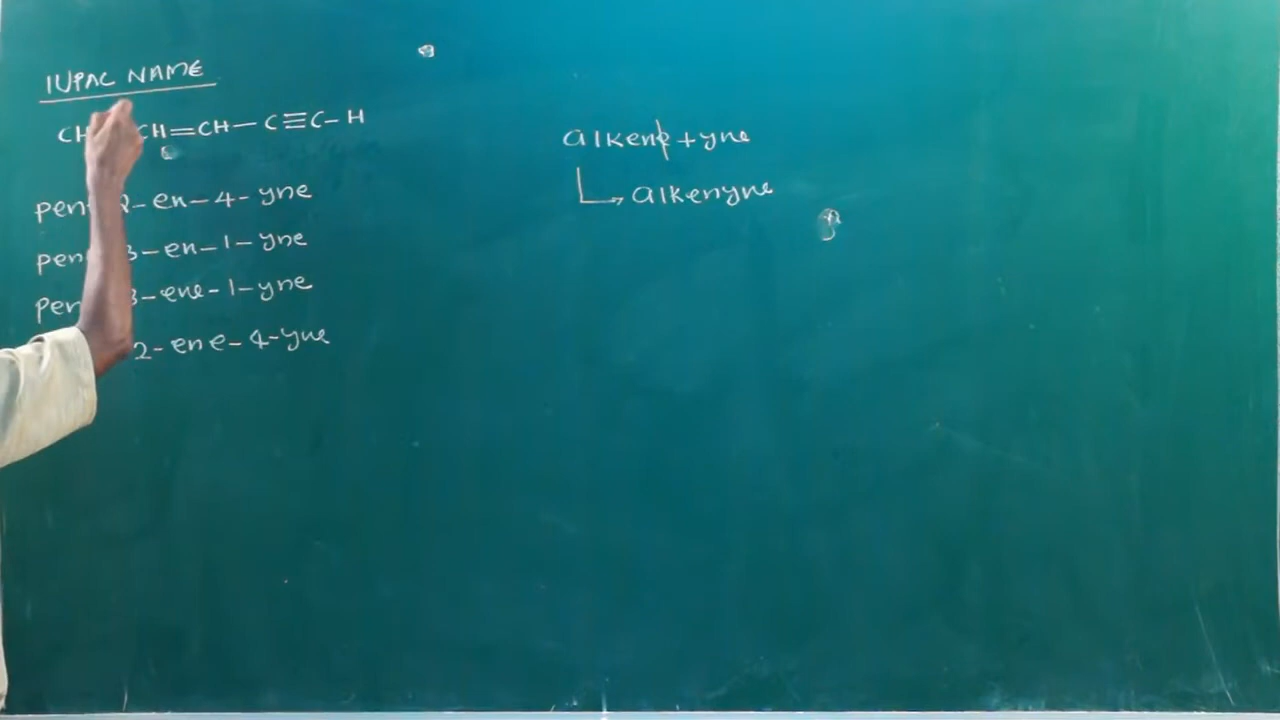 IUPAC NAME
CH CH=CH-C≡C-H
pen 2-en-4-yne
pen 3-en-1-yne
pen 3-ene-1-yne
2-ene-4-yne
alkene+yne
↳ alkenyne